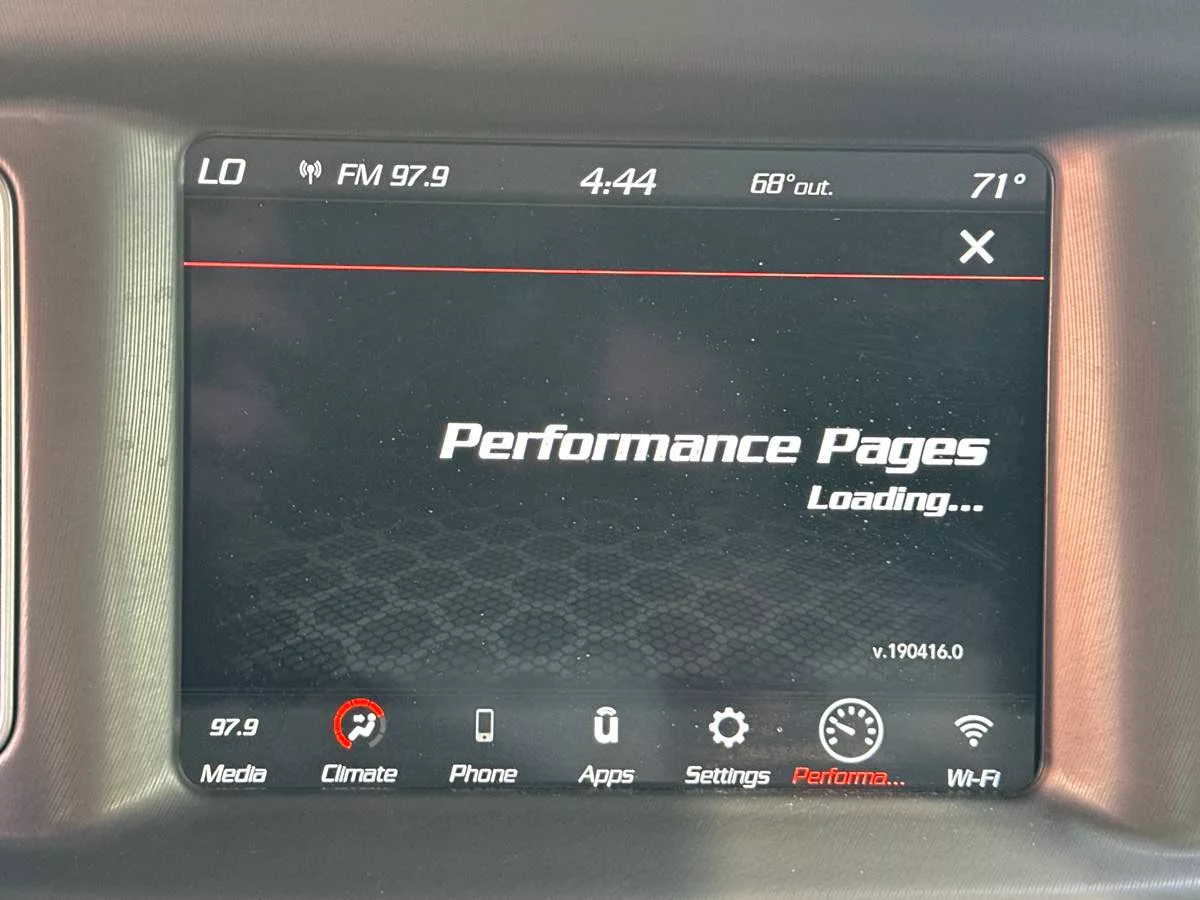 LO FM 97.9 4:44 68° out. 71°
X
Performance Pages
Loading...
v.190416.0
97.9
Media Climate Phone Apps Settings Performa... Wi-Fi